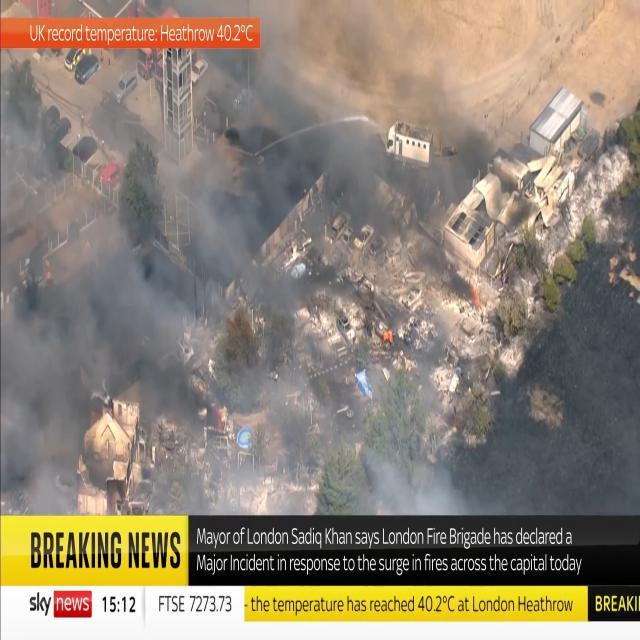 UK record temperature: Heathrow 40.2ºC
BREAKING NEWS
Mayor of London Sadiq Khan says London Fire Brigade has declared a
Major Incident in response to the surge in fires across the capital today
sky news 15:12 FTSE 7273.73 - the temperature has reached 40.2ºC at London Heathrow BREAKI